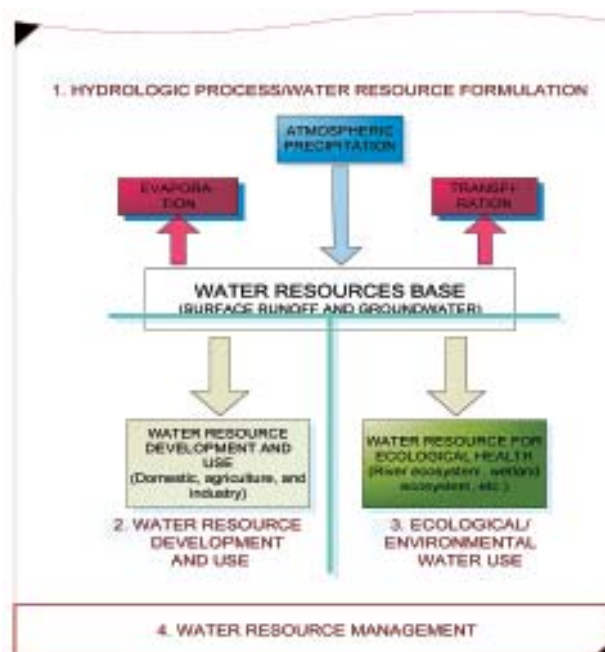 1. HYDROLOGIC PROCESS/WATER RESOURCE FORMULATION
ATMOSPHERIC
PRECIPITATION
EVAPORA-
TION
TRANSPI-
RATION
WATER RESOURCES BASE
(SURFACE RUNOFF AND GROUNDWATER)
WATER RESOURCE
DEVELOPMENT AND
USE
(Domestic, agriculture, and
industry)
WATER RESOURCE FOR
ECOLOGICAL HEALTH
(River ecosystem, wetland
ecosystem, etc.)
2. WATER RESOURCE
DEVELOPMENT
AND USE
3. ECOLOGICAL/
ENVIRONMENTAL
WATER USE
4. WATER RESOURCE MANAGEMENT